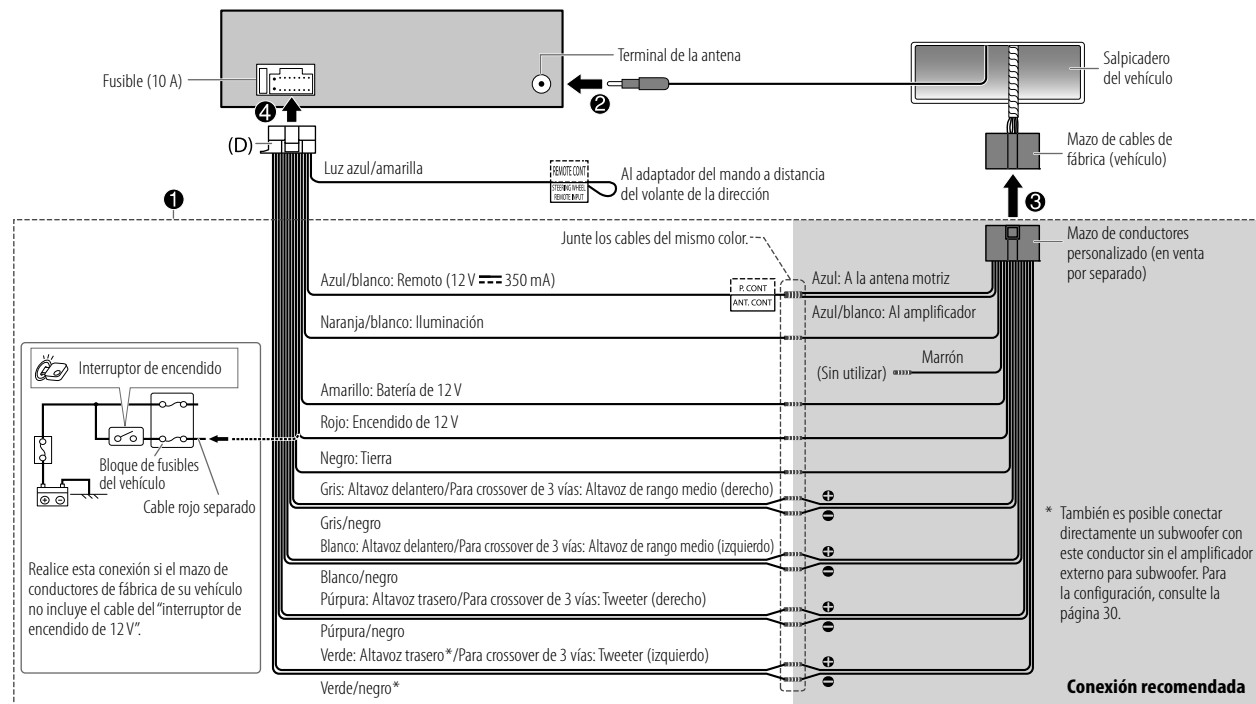 Fusible (10 A)
Terminal de la antena
Salpicadero
del vehículo
❹
❷
(D)
Mazo de cables de
fábrica (vehículo)
Luz azul/amarilla
REMOTE CONT
STEERING WHEEL
REMOTE INPUT
Al adaptador del mando a distancia
del volante de la dirección
❶
❸
Junte los cables del mismo color.
Mazo de conductores
personalizado (en venta
por separado)
Azul/blanco: Remoto (12 V 350 mA)
P. CONT
ANT. CONT
Azul: A la antena motriz
Azul/blanco: Al amplificador
Naranja/blanco: Iluminación
Marrón
(Sin utilizar)
Interruptor de encendido
Amarillo: Batería de 12 V
Rojo: Encendido de 12 V
Bloque de fusibles
del vehículo
Cable rojo separado
Negro: Tierra
Gris: Altavoz delantero/Para crossover de 3 vías: Altavoz de rango medio (derecho)
Gris/negro
Blanco: Altavoz delantero/Para crossover de 3 vías: Altavoz de rango medio (izquierdo)
Blanco/negro
Púrpura: Altavoz trasero/Para crossover de 3 vías: Tweeter (derecho)
Púrpura/negro
Verde: Altavoz trasero*/Para crossover de 3 vías: Tweeter (izquierdo)
Verde/negro*
Realice esta conexión si el mazo de
conductores de fábrica de su vehículo
no incluye el cable del “interruptor de
encendido de 12 V”.
* También es posible conectar
directamente un subwoofer con
este conductor sin el amplificador
externo para subwoofer. Para
la configuración, consulte la
página 30.
Conexión recomendada